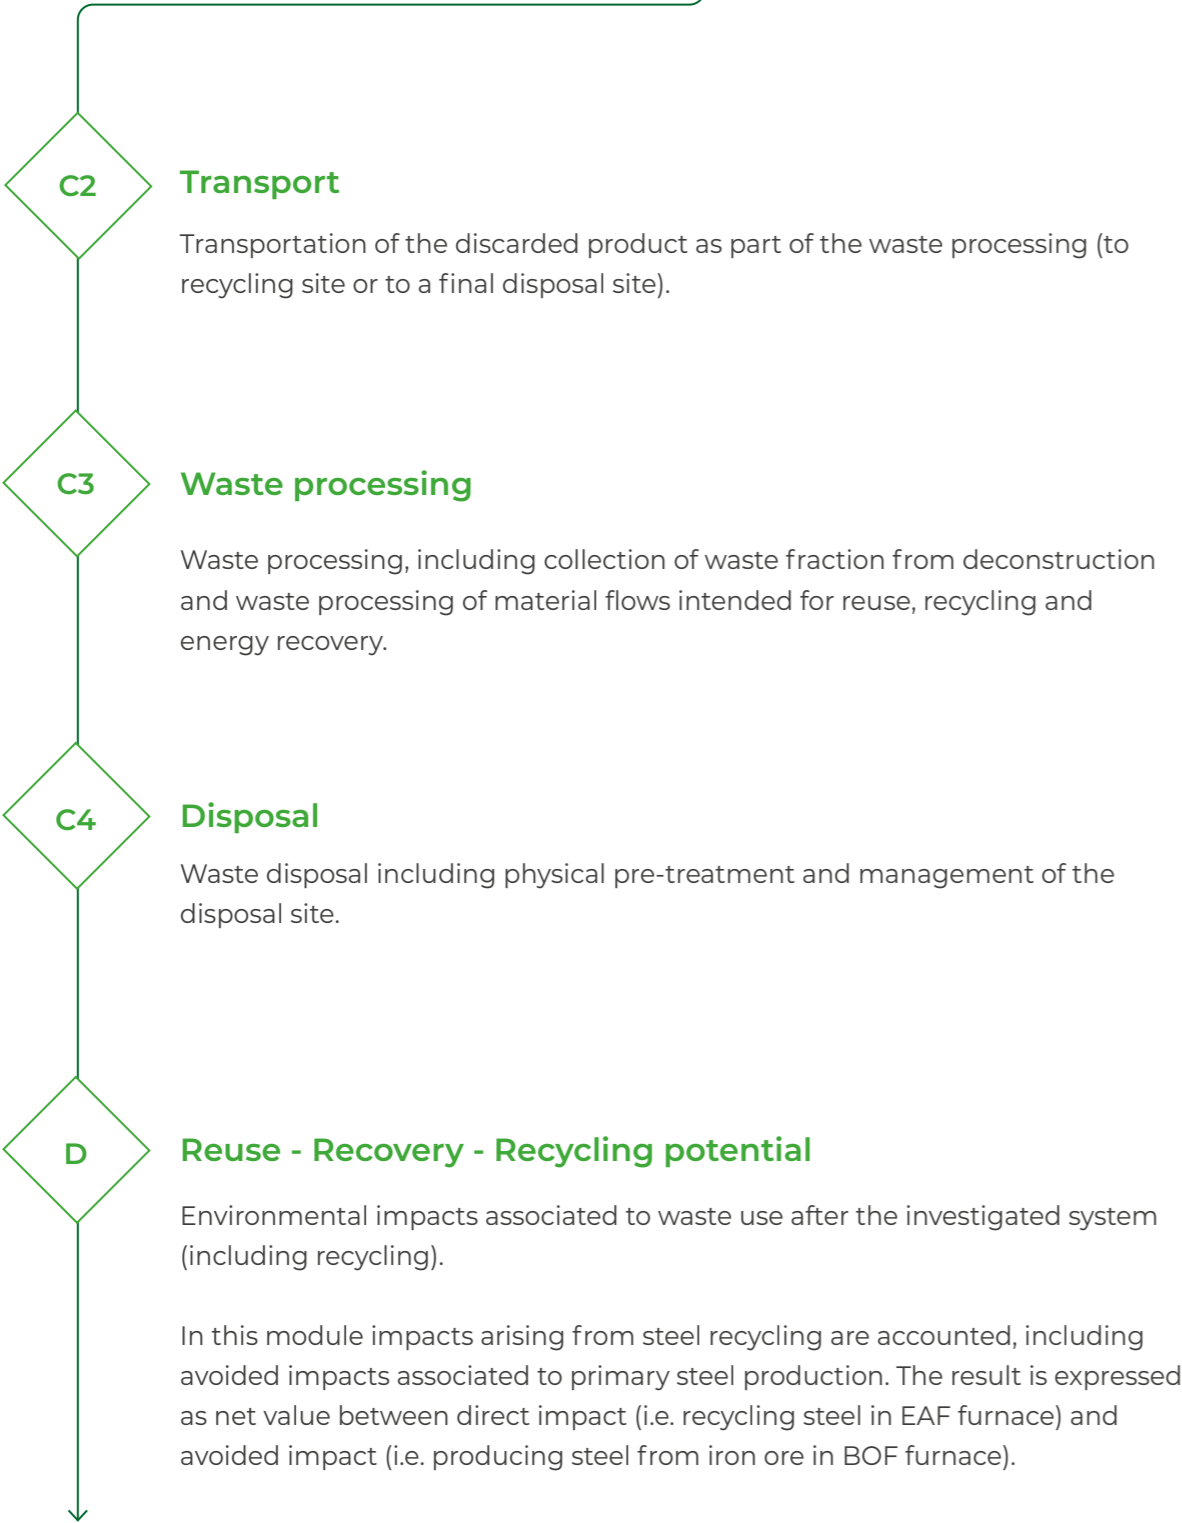 C2
Transport
Transportation of the discarded product as part of the waste processing (to
recycling site or to a final disposal site).
C3
Waste processing
Waste processing, including collection of waste fraction from deconstruction
and waste processing of material flows intended for reuse, recycling and
energy recovery.
C4
Disposal
Waste disposal including physical pre-treatment and management of the
disposal site.
D
Reuse - Recovery - Recycling potential
Environmental impacts associated to waste use after the investigated system
(including recycling).
In this module impacts arising from steel recycling are accounted, including
avoided impacts associated to primary steel production. The result is expressed
as net value between direct impact (i.e. recycling steel in EAF furnace) and
avoided impact (i.e. producing steel from iron ore in BOF furnace).